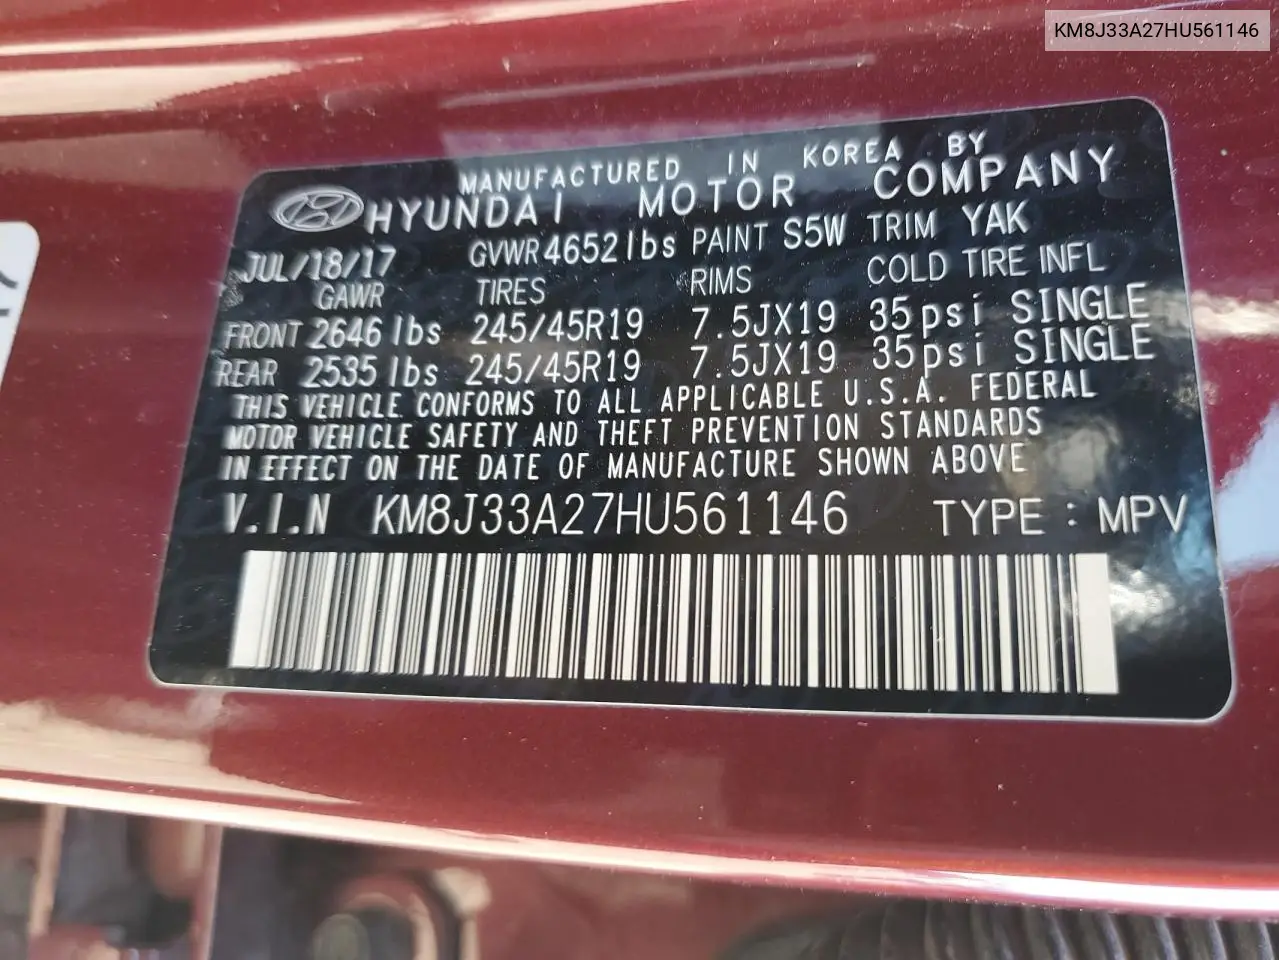 KM8J33A27HU561146
MANUFACTURED IN KOREA BY
HYUNDAI MOTOR COMPANY
JUL/18/17 GVWR 4652 lbs PAINT S5W TRIM YAK
GAWR TIRES RIMS COLD TIRE INFL
FRONT 2646 lbs 245/45R19 7.5JX19 35psi SINGLE
REAR 2535 lbs 245/45R19 7.5JX19 35psi SINGLE
THIS VEHICLE CONFORMS TO ALL APPLICABLE U.S.A. FEDERAL
MOTOR VEHICLE SAFETY AND THEFT PREVENTION STANDARDS
IN EFFECT ON THE DATE OF MANUFACTURE SHOWN ABOVE
V.I.N KM8J33A27HU561146 TYPE : MPV